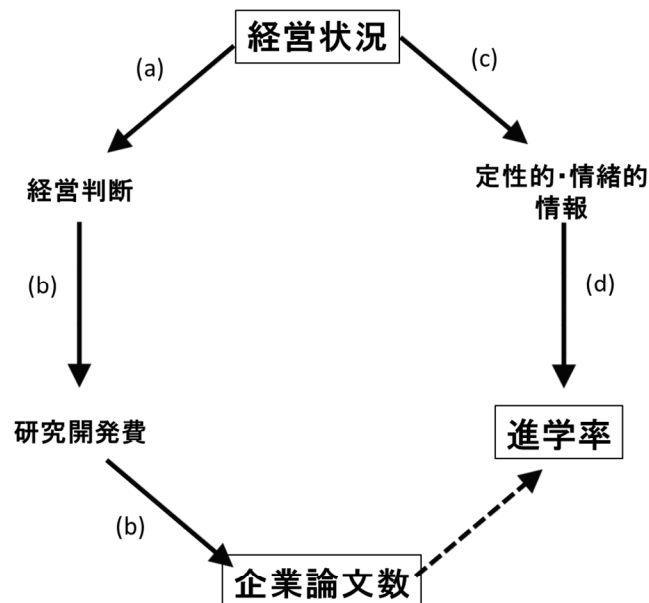 経営状況
(a)
(c)
経営判断
定性的・情緒的
情報
(b)
(d)
研究開発費
進学率
(b)
企業論文数